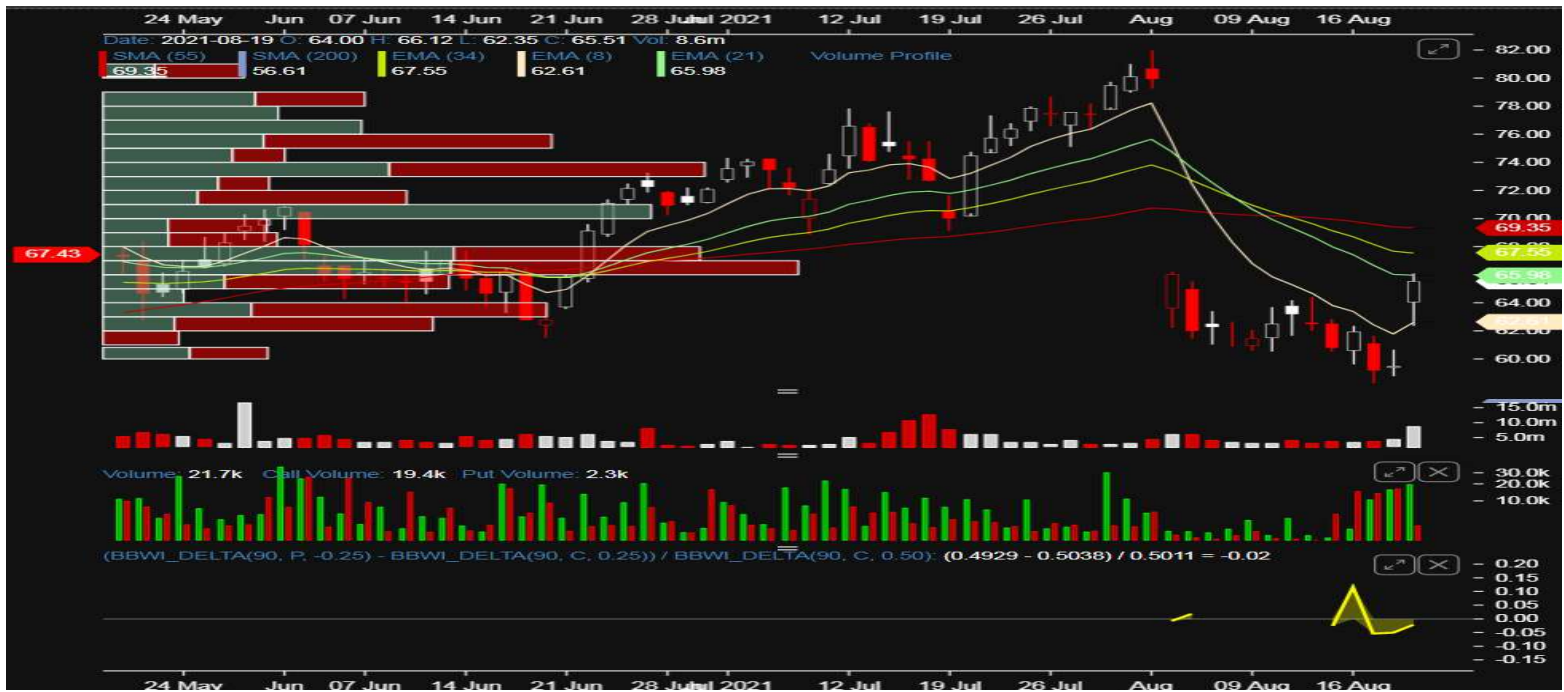 24 May Jun 07 Jun 14 Jun 21 Jun 28 Jun Jul 2021 12 Jul 19 Jul 26 Jul Aug 09 Aug 16 Aug
Date: 2021-08-19 O: 64.00 H: 66.12 L: 62.35 C: 65.51 Vol: 8.6m
SMA (55) SMA (200) EMA (34) EMA (8) EMA (21) Volume Profile
69.35 56.61 67.55 62.61 65.98
82.00
80.00
78.00
76.00
74.00
72.00
70.00
69.35
67.43
67.55
65.98
64.00
62.61
62.00
60.00
15.0m
10.0m
5.0m
Volume: 21.7k Call Volume: 19.4k Put Volume: 2.3k
30.0k
20.0k
10.0k
(BBWI_DELTA(90, P, -0.25) - BBWI_DELTA(90, C, 0.25)) / BBWI_DELTA(90, C, 0.50): (0.4929 - 0.5038) / 0.5011 = -0.02
0.20
0.15
0.10
0.05
0.00
-0.05
-0.10
-0.15
24 May Jun 07 Jun 14 Jun 21 Jun 28 Jun Jul 2021 12 Jul 19 Jul 26 Jul Aug 09 Aug 16 Aug